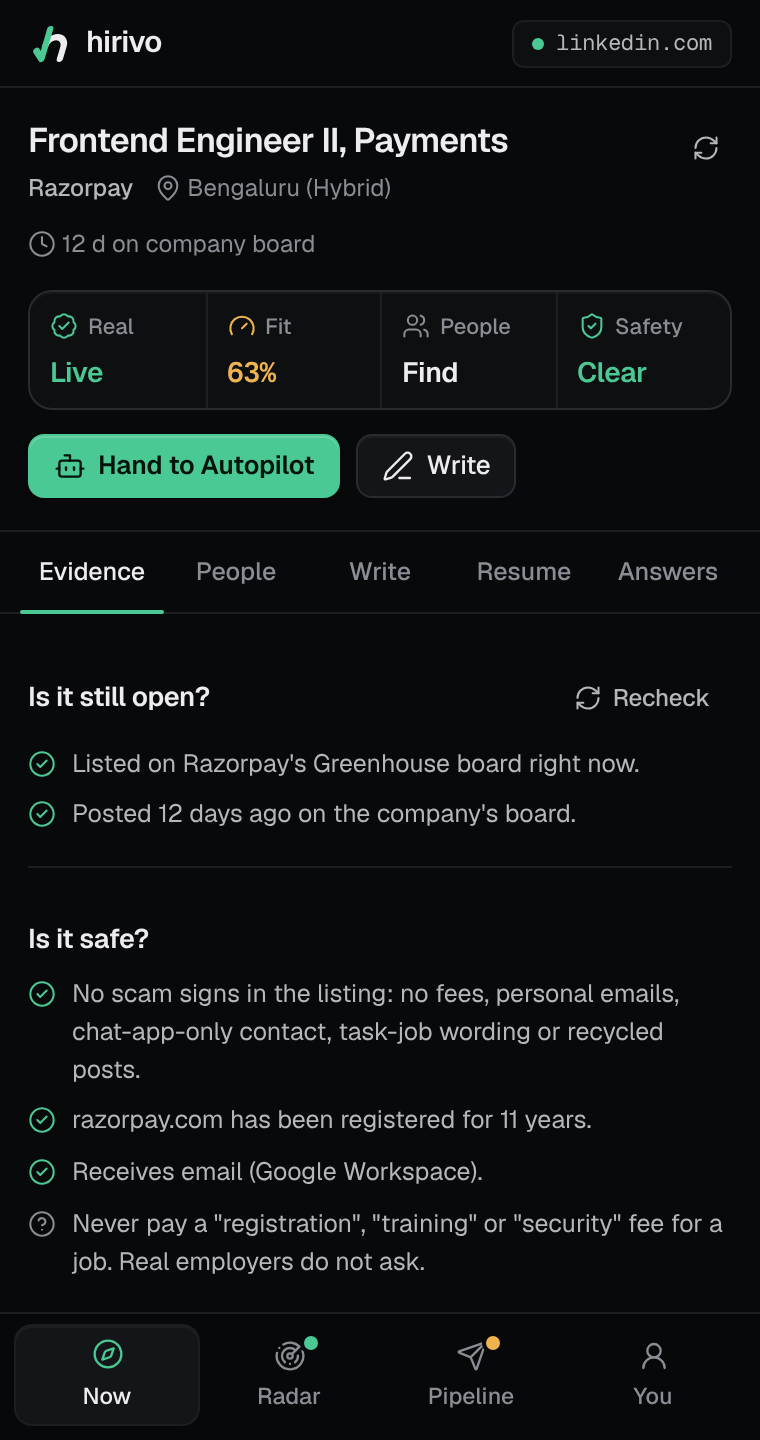 hirivo
linkedin.com
Frontend Engineer II, Payments
Razorpay Bengaluru (Hybrid)
12 d on company board
Real Fit People Safety
Live 63% Find Clear
Hand to Autopilot Write
Evidence People Write Resume Answers
Is it still open? Recheck
Listed on Razorpay's Greenhouse board right now.
Posted 12 days ago on the company's board.
Is it safe?
No scam signs in the listing: no fees, personal emails,
chat-app-only contact, task-job wording or recycled
posts.
razorpay.com has been registered for 11 years.
Receives email (Google Workspace).
Never pay a "registration", "training" or "security" fee for a
job. Real employers do not ask.
Now Radar Pipeline You